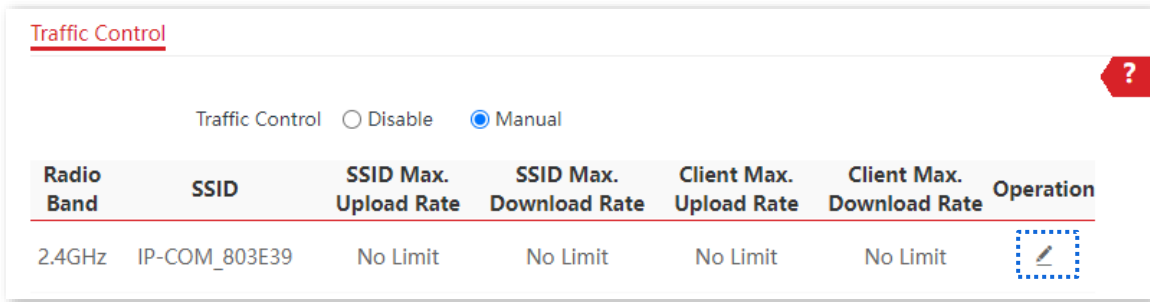 Traffic Control
?
Traffic Control Disable Manual
Radio Band SSID SSID Max. Upload Rate SSID Max. Download Rate Client Max. Upload Rate Client Max. Download Rate Operation
2.4GHz IP-COM_803E39 No Limit No Limit No Limit No Limit